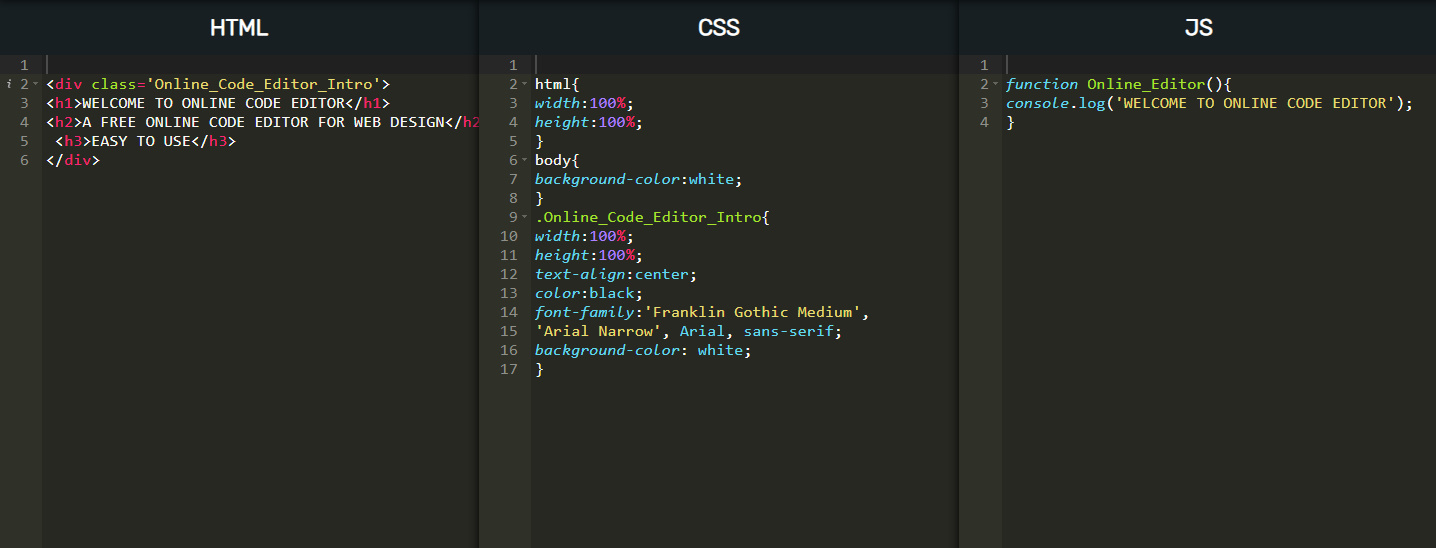 HTML
1
i 2 <div class='Online_Code_Editor_Intro'>
3 <h1>WELCOME TO ONLINE CODE EDITOR</h1>
4 <h2>A FREE ONLINE CODE EDITOR FOR WEB DESIGN</h2
5  <h3>EASY TO USE</h3>
6 </div>
CSS
1
2 html{
3 width:100%;
4 height:100%;
5 }
6 body{
7 background-color:white;
8 }
9 .Online_Code_Editor_Intro{
10 width:100%;
11 height:100%;
12 text-align:center;
13 color:black;
14 font-family:'Franklin Gothic Medium',
15 'Arial Narrow', Arial, sans-serif;
16 background-color: white;
17 }
JS
1
2 function Online_Editor(){
3 console.log('WELCOME TO ONLINE CODE EDITOR');
4 }